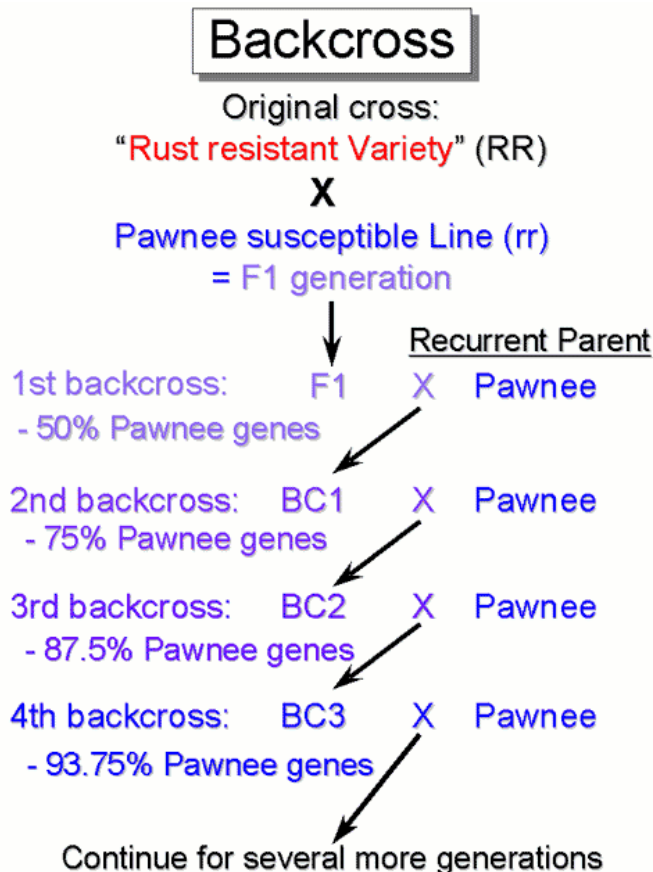 Backcross
Original cross:
“Rust resistant Variety” (RR)
X
Pawnee susceptible Line (rr)
= F1 generation
Recurrent Parent
1st backcross: F1 X Pawnee
- 50% Pawnee genes
2nd backcross: BC1 X Pawnee
- 75% Pawnee genes
3rd backcross: BC2 X Pawnee
- 87.5% Pawnee genes
4th backcross: BC3 X Pawnee
- 93.75% Pawnee genes
Continue for several more generations